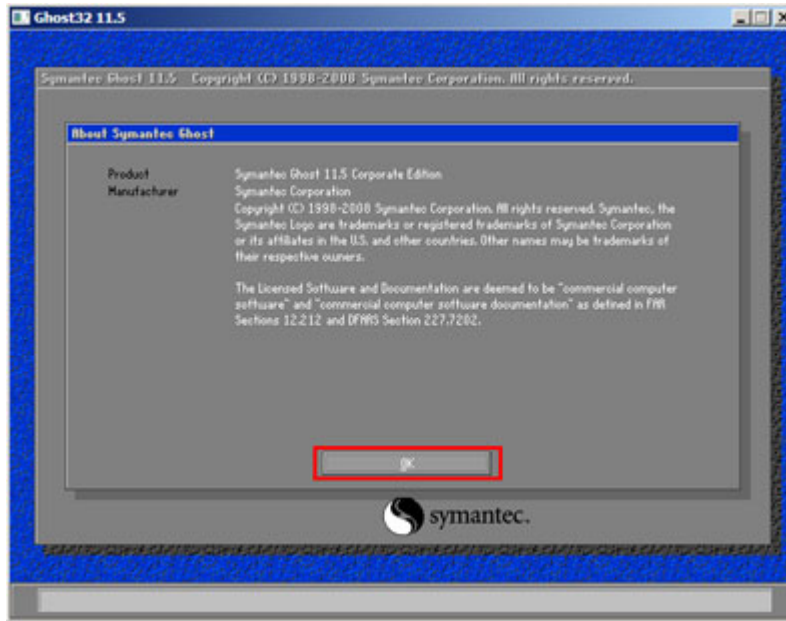 Ghost32 11.5
Symantec Ghost 11.5 Copyright (C) 1998-2008 Symantec Corporation. All rights reserved.
About Symantec Ghost
Product Symantec Ghost 11.5 Corporate Edition
Manufacturer Symantec Corporation
Copyright (C) 1998-2008 Symantec Corporation. All rights reserved. Symantec, the
Symantec Logo are trademarks or registered trademarks of Symantec Corporation
or its affiliates in the U.S. and other countries. Other names may be trademarks of
their respective owners.
The Licensed Software and Documentation are deemed to be "commercial computer
software" and "commercial computer software documentation" as defined in FAR
Sections 12.212 and DFARS Section 227.7202.
OK
symantec.